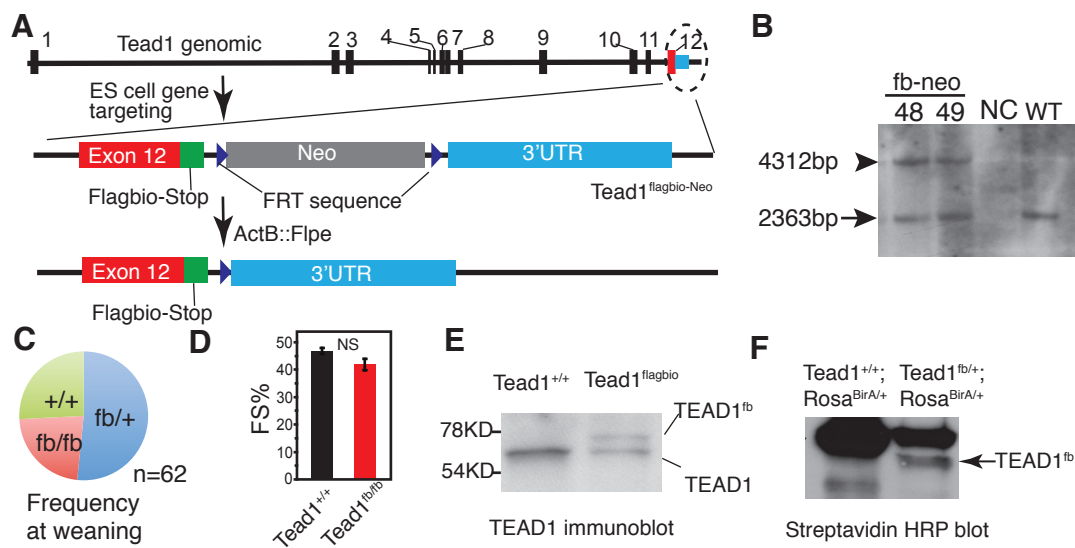 A
1
Tead1 genomic
2 3
4
5
6
7
8
9
10
11
12
ES cell gene
targeting
Exon 12
Neo
3'UTR
Flagbio-Stop
FRT sequence
Tead1flagbio-Neo
ActB::Flpe
Exon 12
3'UTR
Flagbio-Stop
B
fb-neo
48 49 NC WT
4312bp
2363bp
C
+/+
fb/+
fb/fb
n=62
Frequency
at weaning
D
FS%
50
40
30
20
10
0
NS
Tead1+/+
Tead1fb/fb
E
Tead1+/+
Tead1flagbio
78KD
54KD
TEAD1fb
TEAD1
TEAD1 immunoblot
F
Tead1+/+;
RosaBirA/+
Tead1fb/+;
RosaBirA/+
TEAD1fb
Streptavidin HRP blot